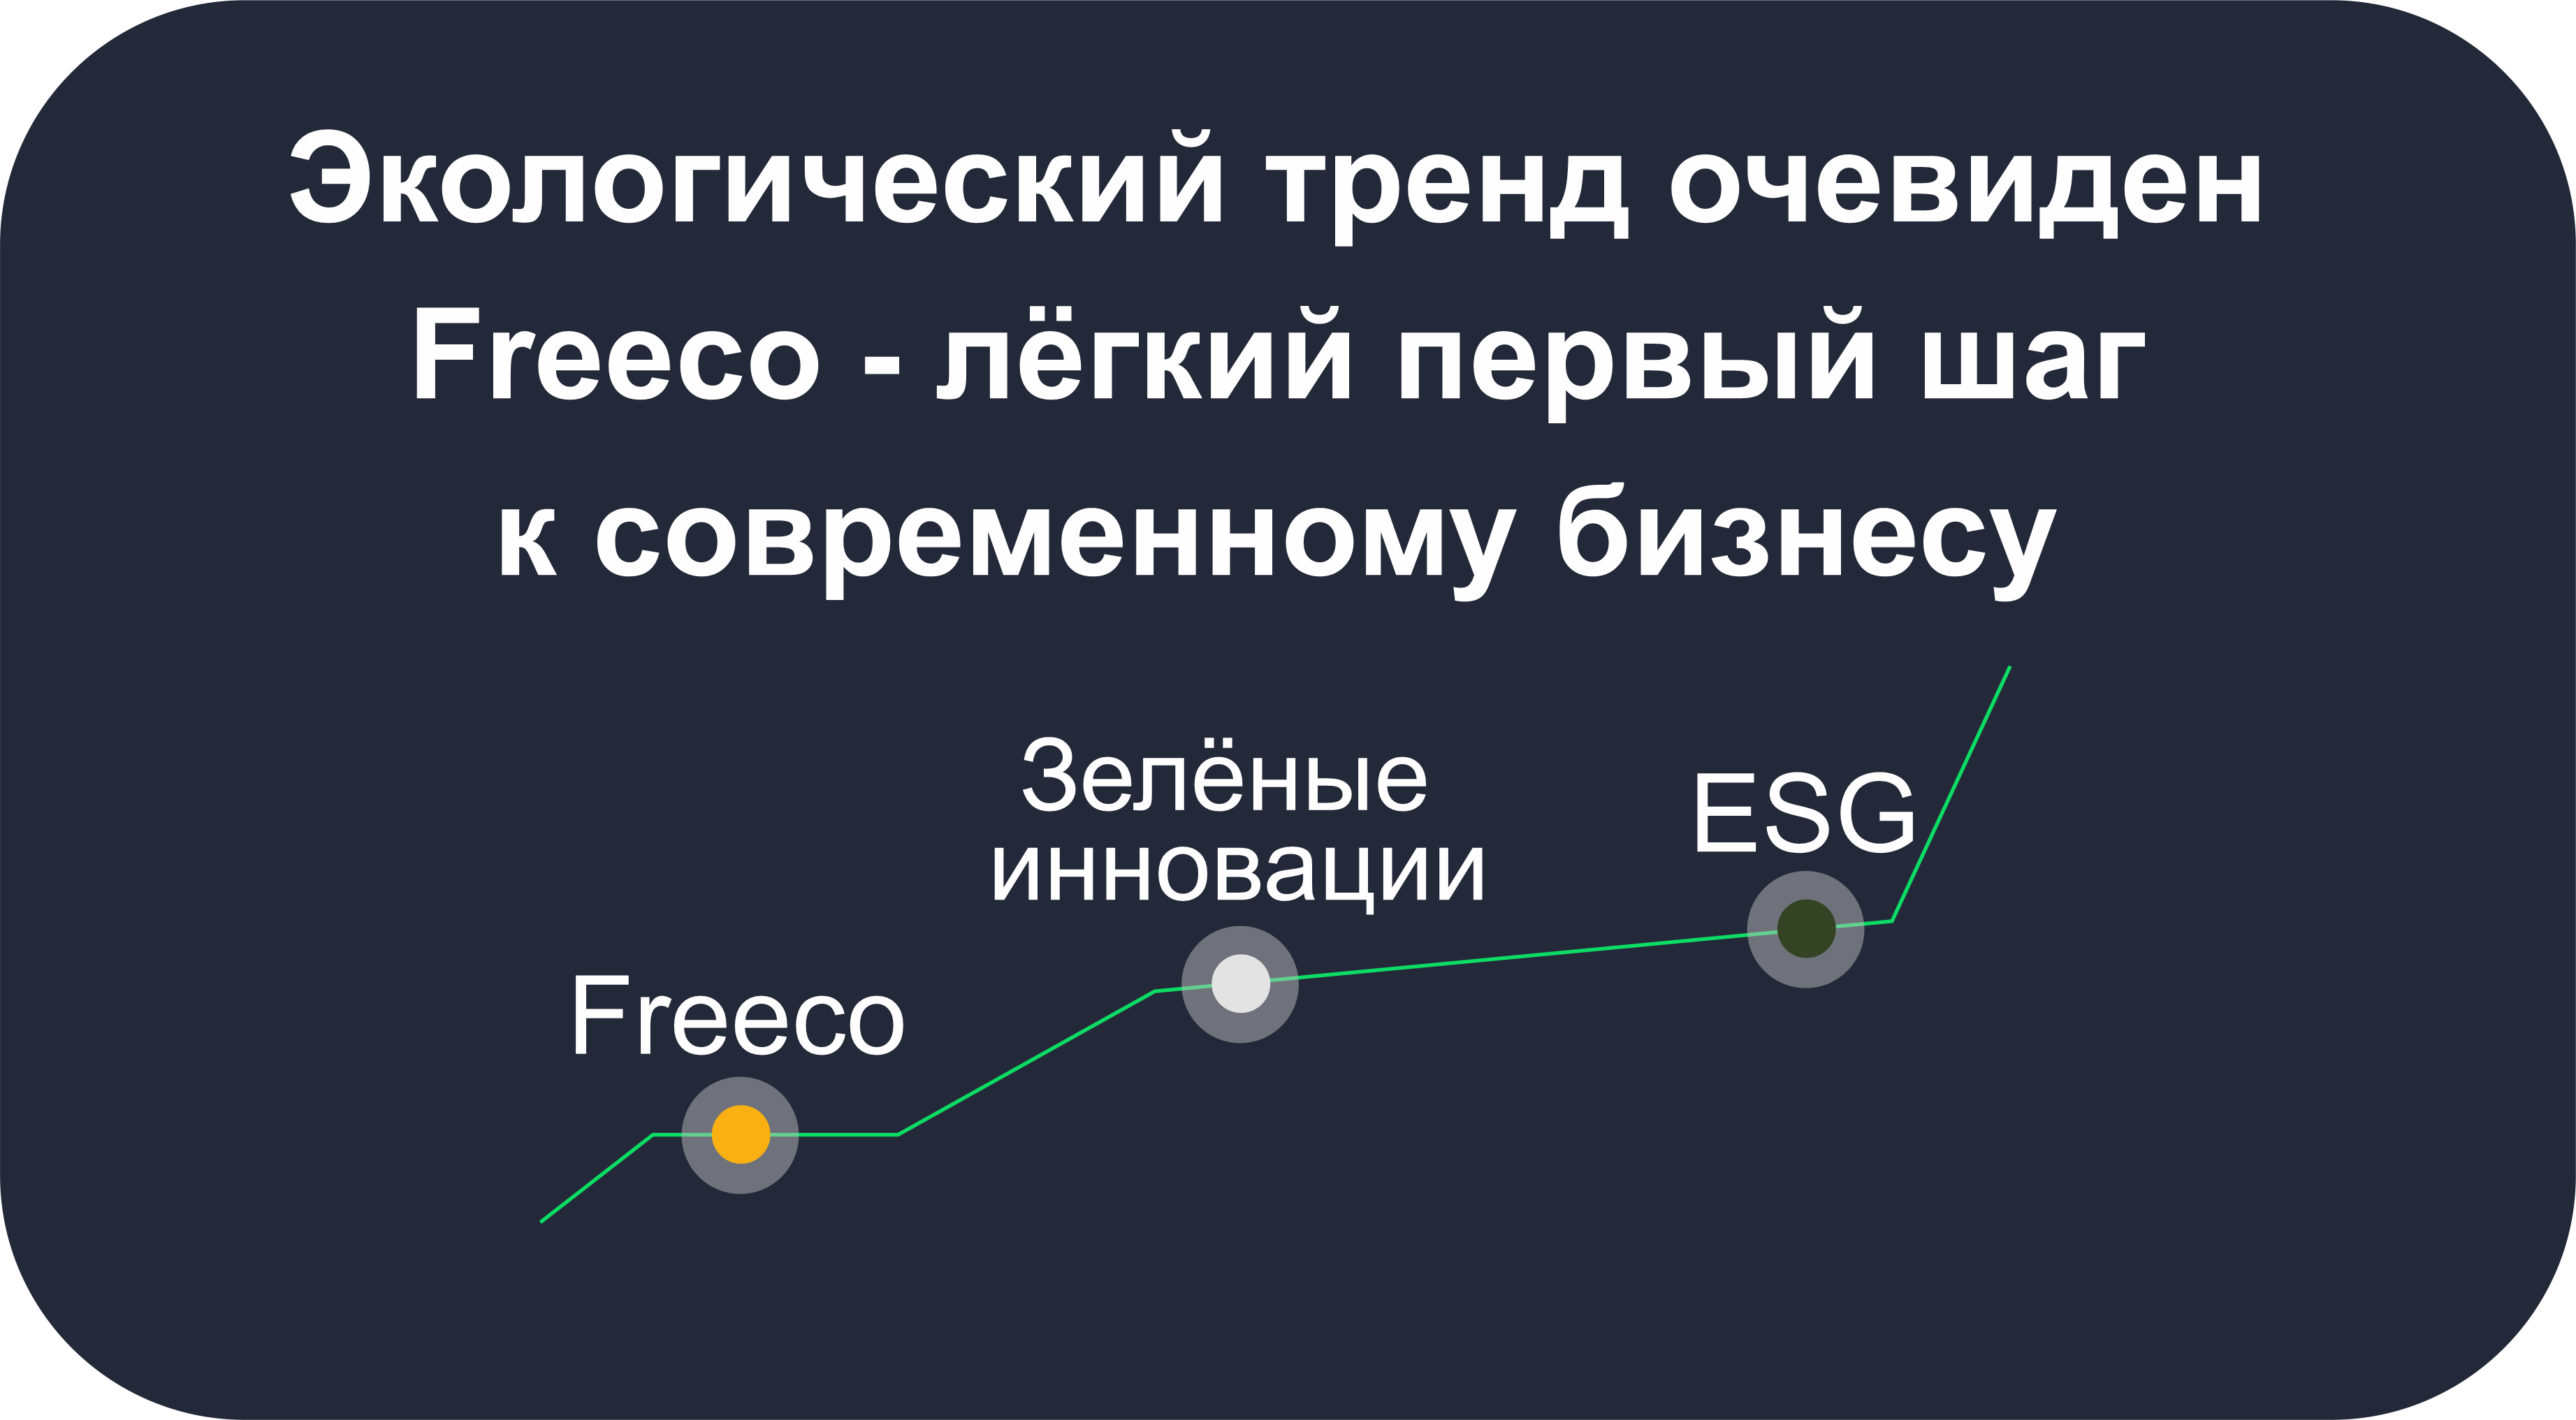 Экологический тренд очевиден
Freeco - лёгкий первый шаг
к современному бизнесу
Зелёные
инновации
ESG
Freeco